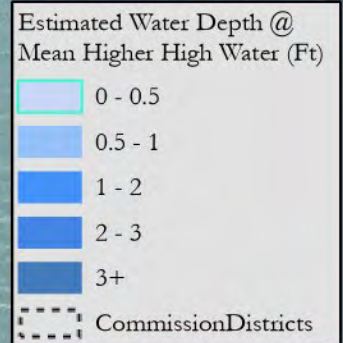 Estimated Water Depth @
Mean Higher High Water (Ft)
0 - 0.5
0.5 - 1
1 - 2
2 - 3
3+
CommissionDistricts